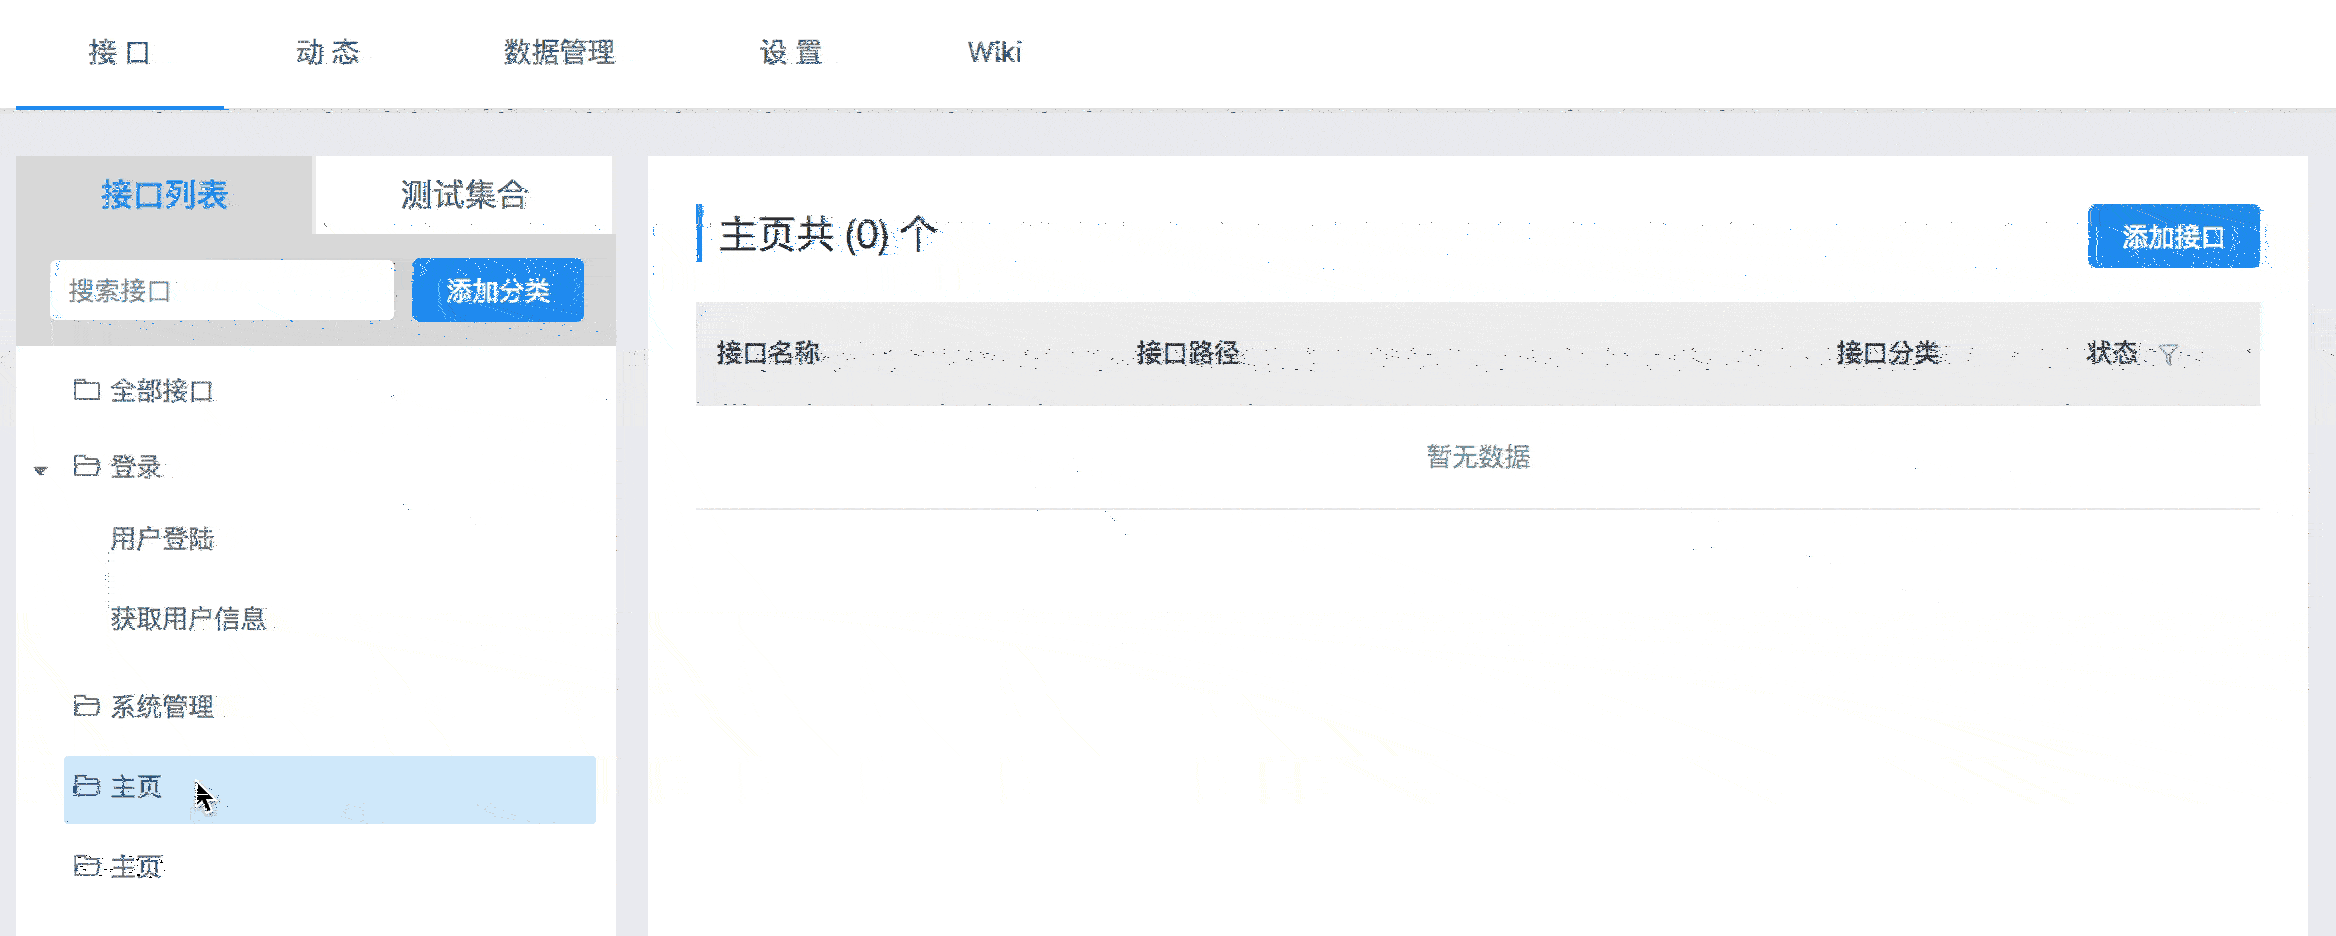 接口 动态 数据管理 设置 Wiki
接口列表 测试集合
搜索接口 添加分类
全部接口
登录
用户登陆
获取用户信息
系统管理
主页
主页
主页共 (0) 个 添加接口
接口名称 接口路径 接口分类 状态
暂无数据